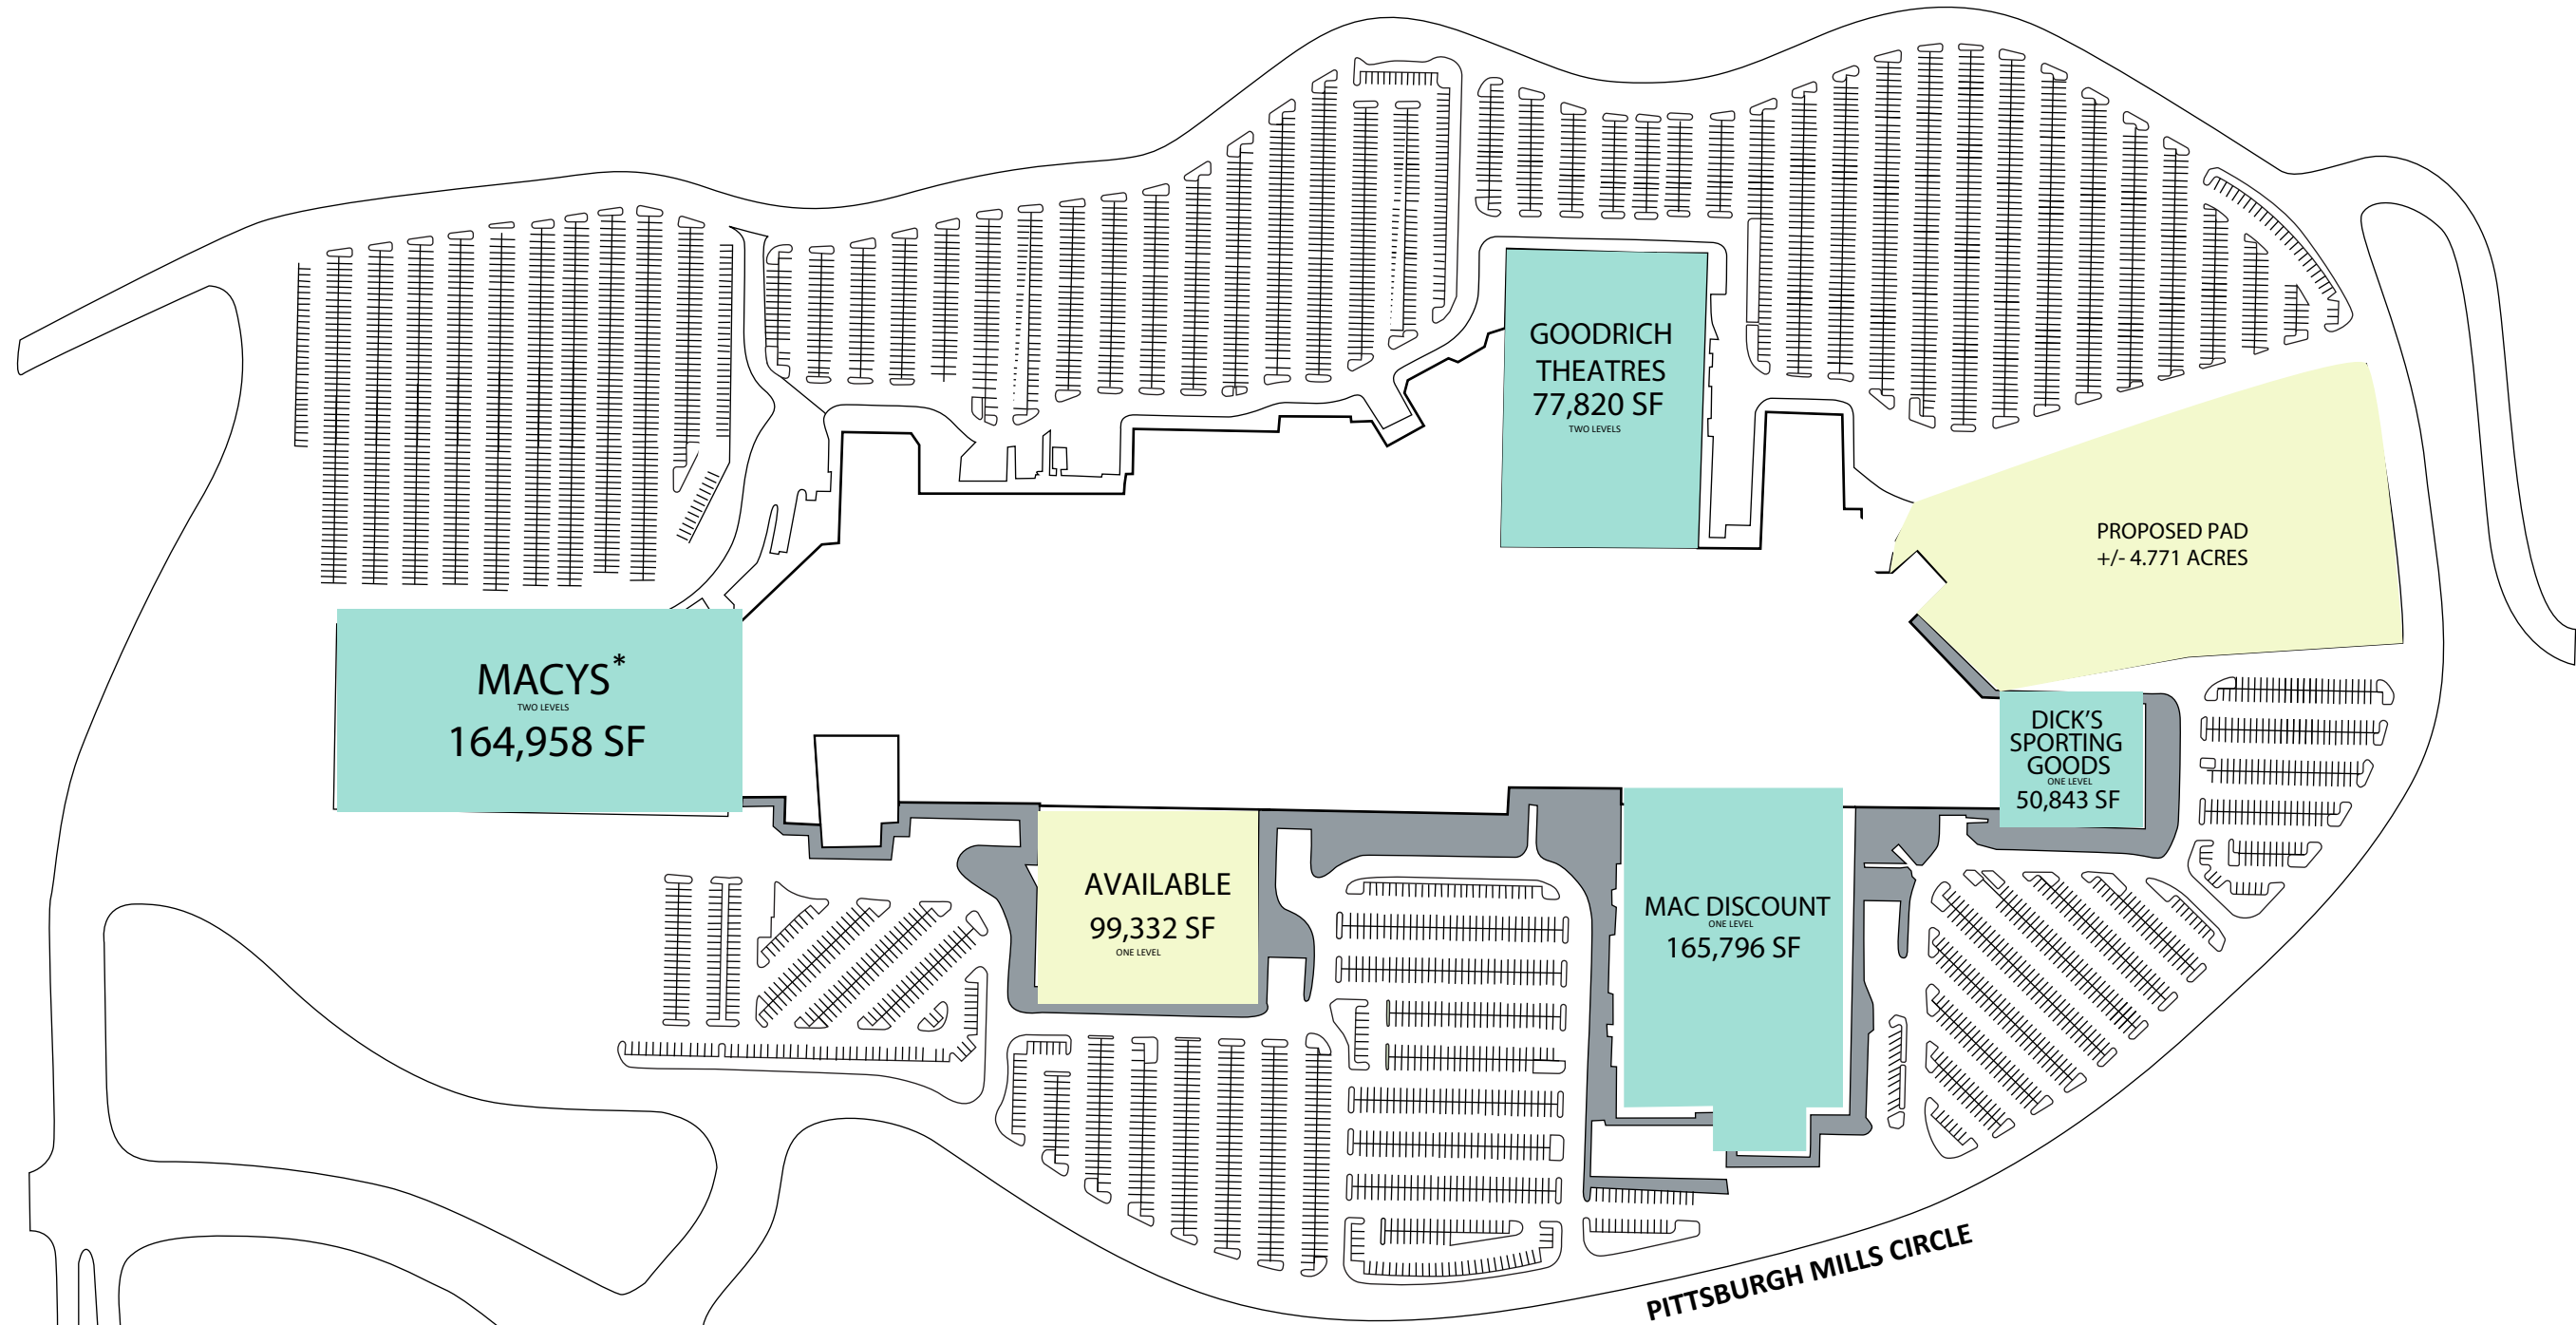 GOODRICH
THEATRES
77,820 SF
TWO LEVELS
PROPOSED PAD
+/- 4.771 ACRES
MACYS*
TWO LEVELS
164,958 SF
DICK'S
SPORTING
GOODS
ONE LEVEL
50,843 SF
AVAILABLE
99,332 SF
ONE LEVEL
MAC DISCOUNT
ONE LEVEL
165,796 SF
PITTSBURGH MILLS CIRCLE